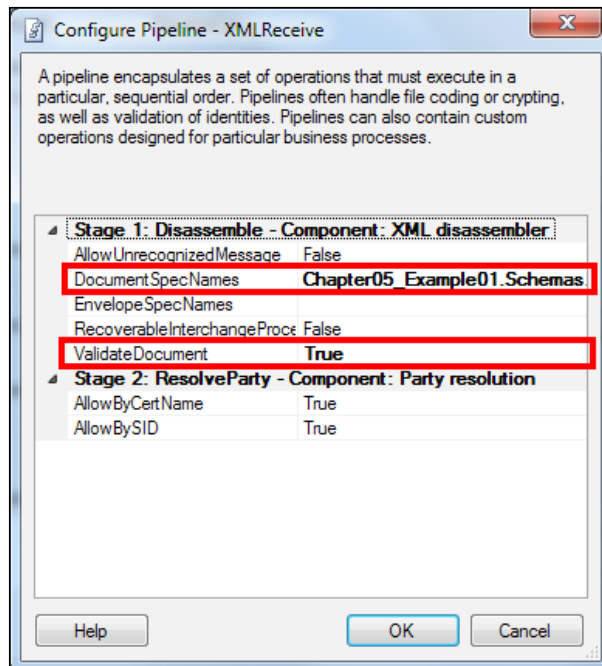 Configure Pipeline - XMLReceive
A pipeline encapsulates a set of operations that must execute in a
particular, sequential order. Pipelines often handle file coding or crypting,
as well as validation of identities. Pipelines can also contain custom
operations designed for particular business processes.
Stage 1: Disassemble - Component: XML disassembler
AllowUnrecognizedMessage False
DocumentSpecNames Chapter05_Example01.Schemas.
EnvelopeSpecNames
RecoverableInterchangeProce False
ValidateDocument True
Stage 2: ResolveParty - Component: Party resolution
AllowByCertName True
AllowBySID True
Help OK Cancel